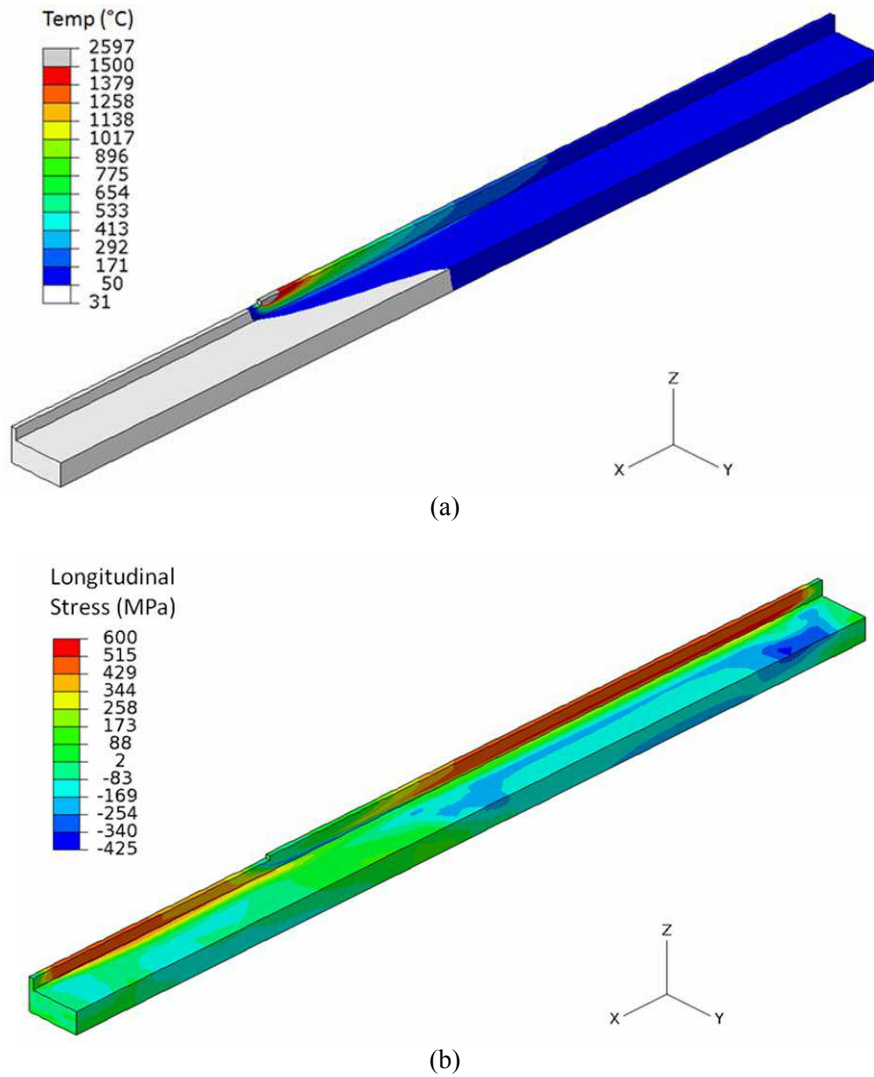 Temp (°C)
2597
1500
1379
1258
1138
1017
896
775
654
533
413
292
171
50
31
Z
X
Y
(a)
Longitudinal
Stress (MPa)
600
515
429
344
258
173
88
2
-83
-169
-254
-340
-425
Z
X
Y
(b)